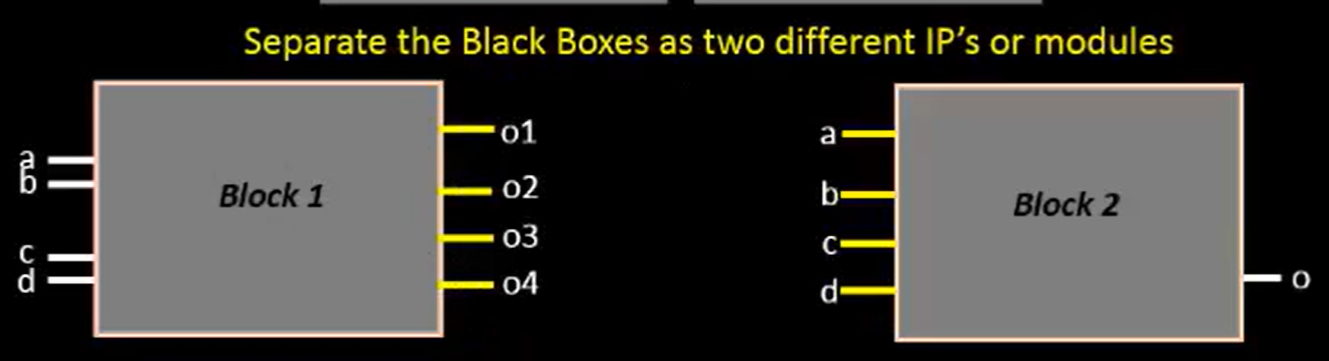 Separate the Black Boxes as two different IP's or modules
a
b
c
d
Block 1
o1
o2
o3
o4
a
b
c
d
Block 2
o